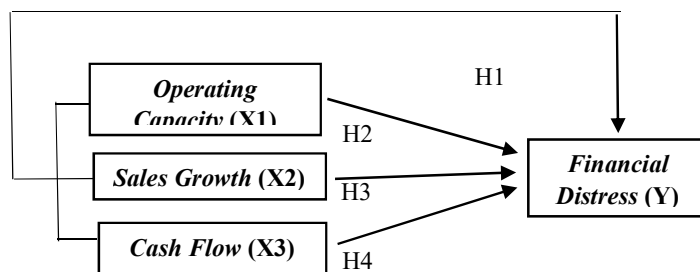 H1
Operating
Capacity (X1)
H2
Sales Growth (X2)
H3
Cash Flow (X3)
H4
Financial
Distress (Y)